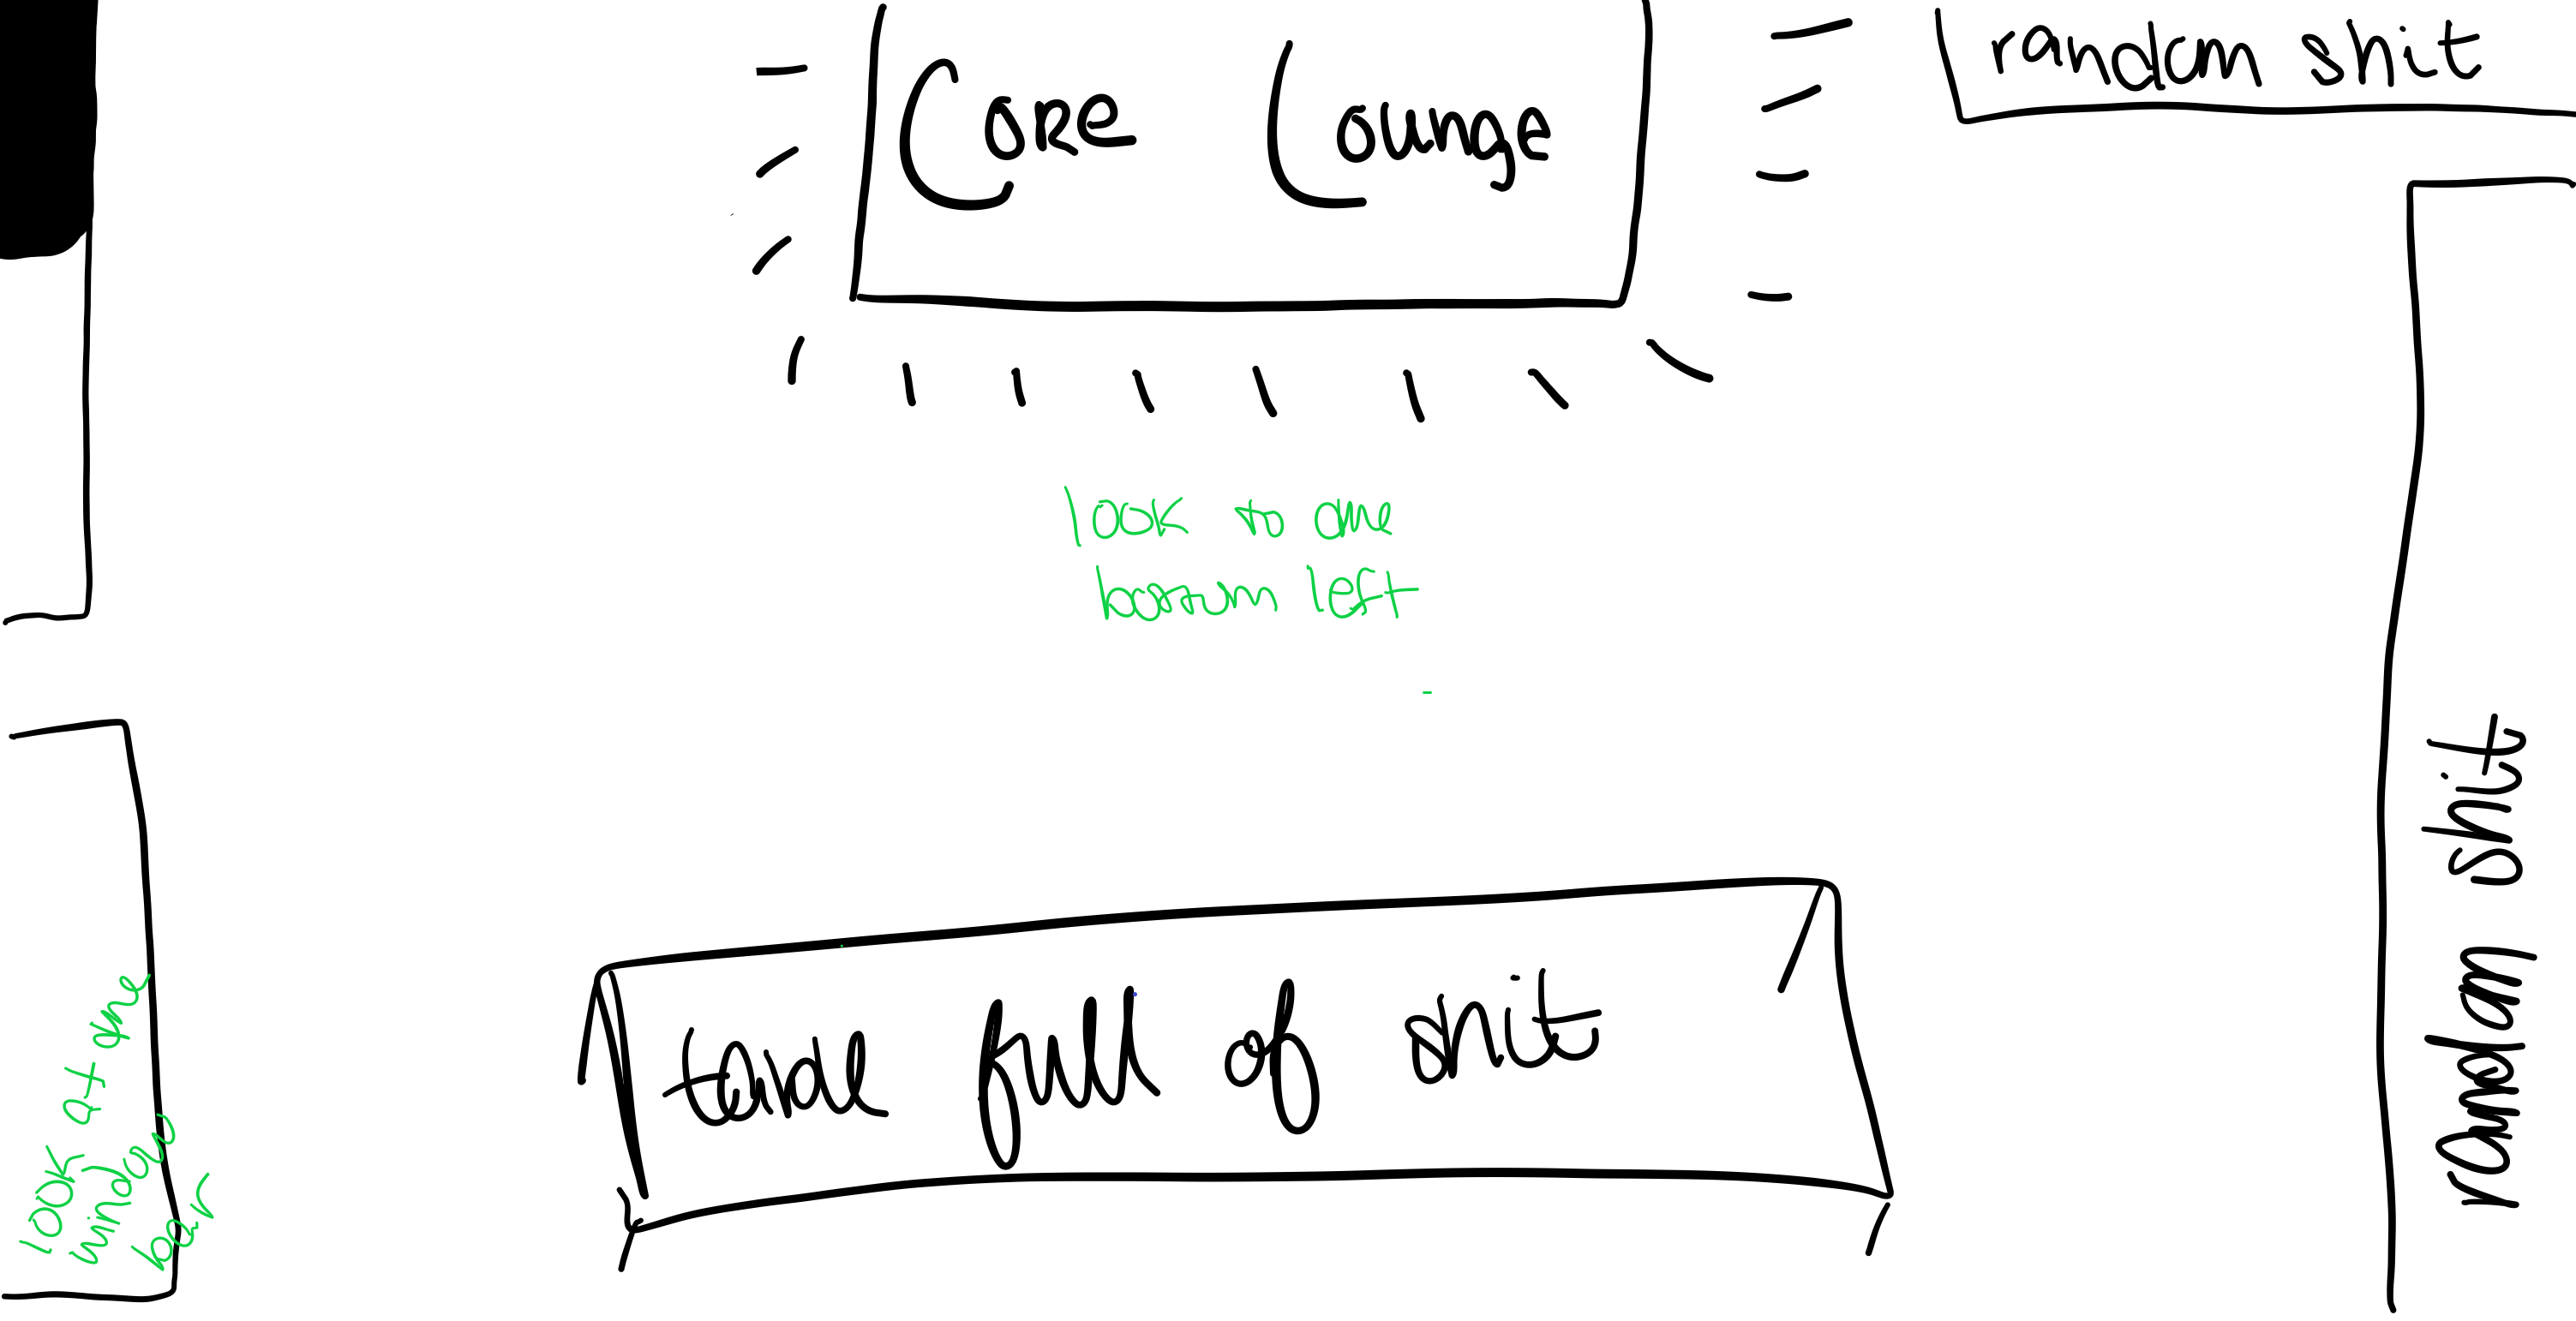 Core Lounge
random shit
look to the
bottom left
random shit
table full of shit
look at the
window
bar